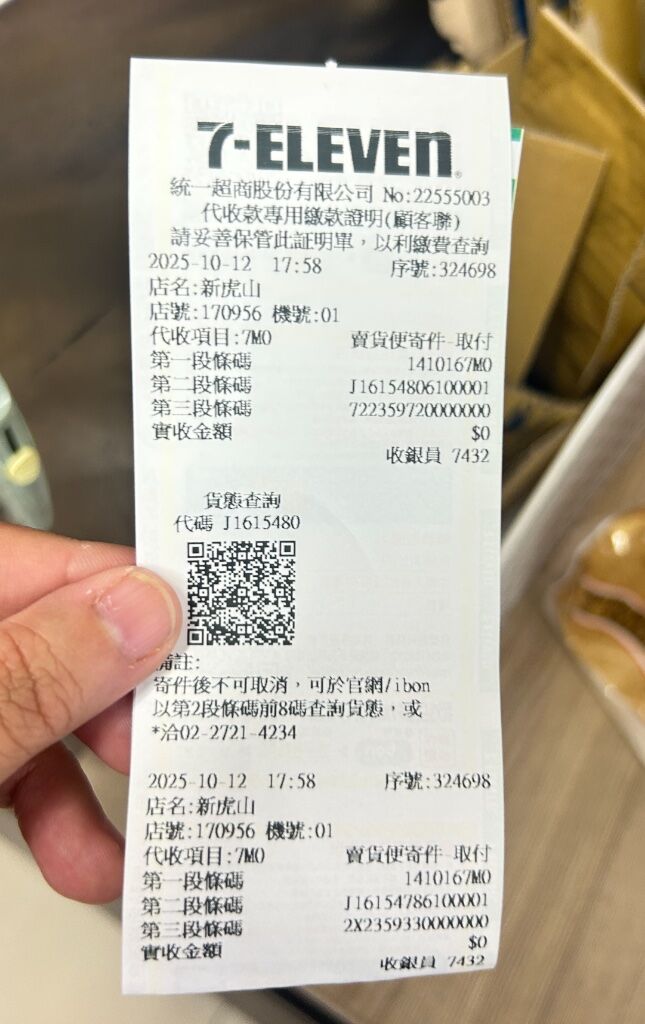 7-ELEVEN®
統一超商股份有限公司 No:22555003
代收款專用繳款證明(顧客聯)
請妥善保管此証明單，以利繳費查詢
2025-10-12 17:58 序號:324698
店名:新虎山
店號:170956 機號:01
代收項目:7M0 賣貨便寄件-取付
第一段條碼 1410167M0
第二段條碼 J16154806100001
第三段條碼 722359720000000
實收金額 $0
收銀員 7432
貨態查詢
代碼 J1615480
備註:
寄件後不可取消，可於官網/ibon
以第2段條碼前8碼查詢貨態，或
*洽02-2721-4234
2025-10-12 17:58 序號:324698
店名:新虎山
店號:170956 機號:01
代收項目:7M0 賣貨便寄件-取付
第一段條碼 1410167M0
第二段條碼 J16154786100001
第三段條碼 2X2359330000000
實收金額 $0
收銀員 7432